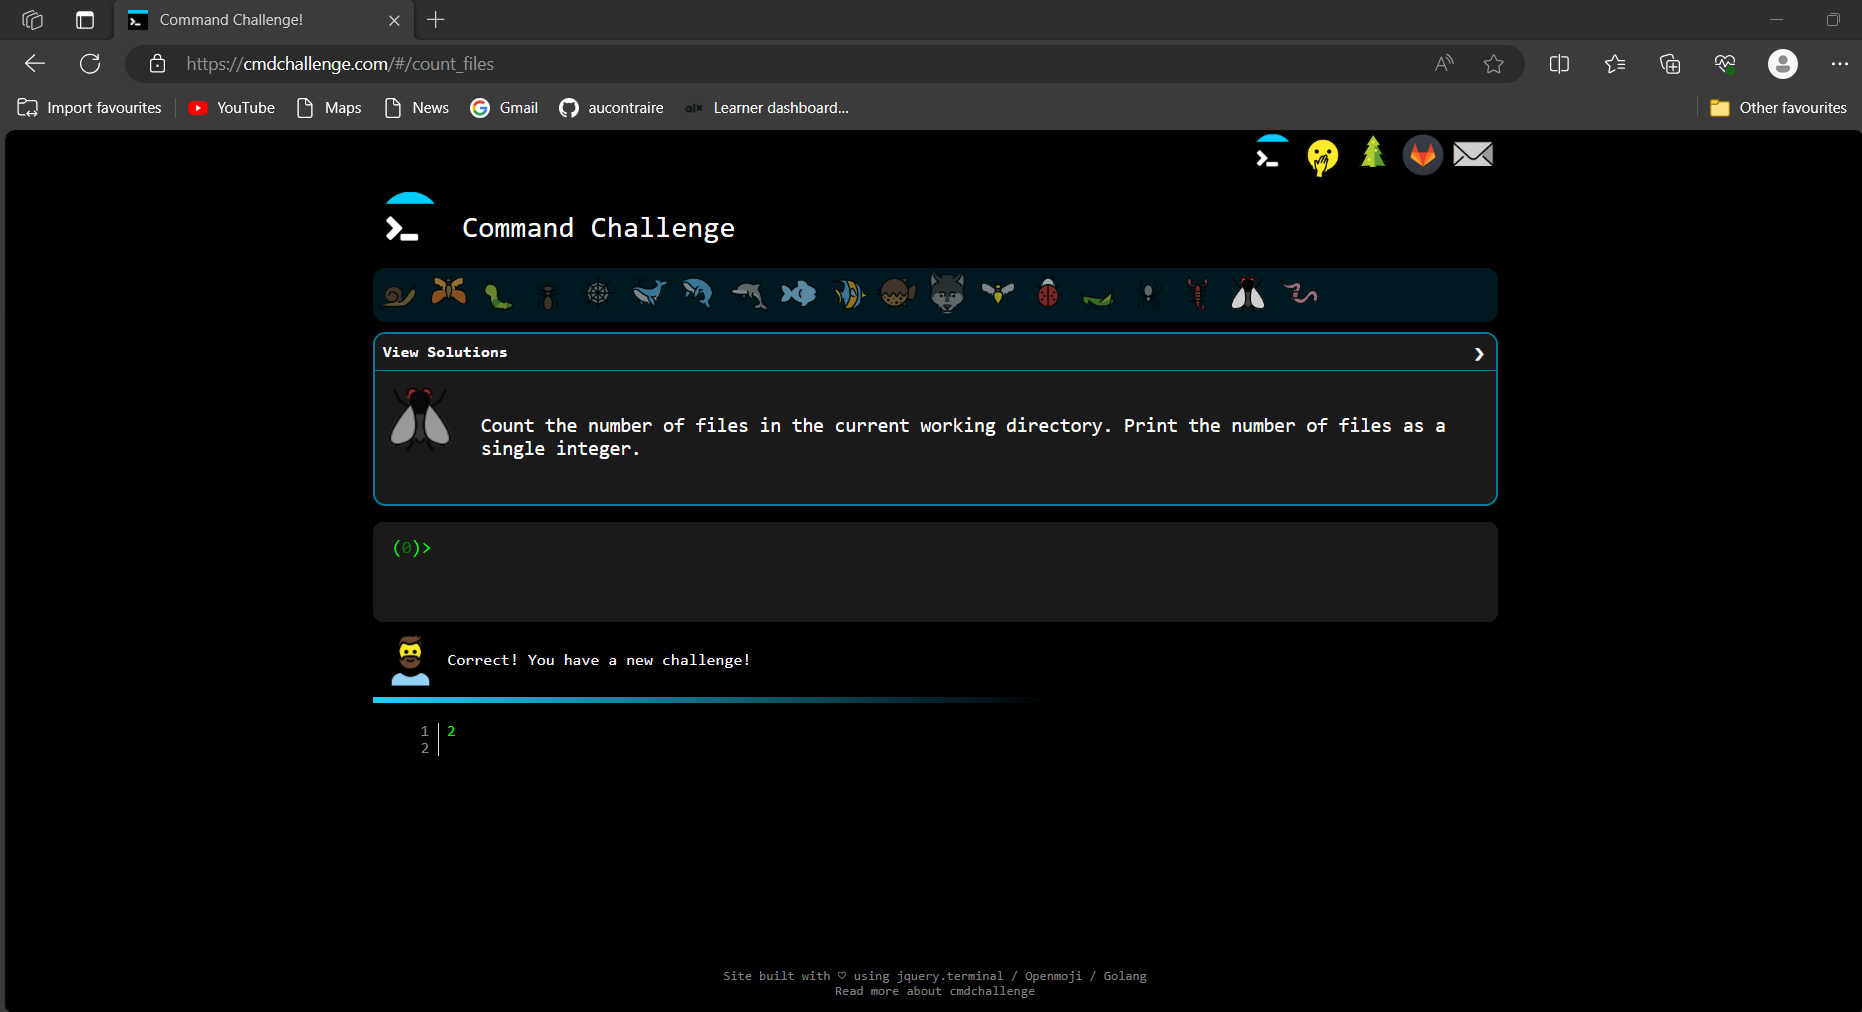 Command Challenge!
https://cmdchallenge.com/#/count_files
Import favourites YouTube Maps News Gmail aucontraire alx Learner dashboard... Other favourites
Command Challenge
View Solutions
Count the number of files in the current working directory. Print the number of files as a
single integer.
(0)>
Correct! You have a new challenge!
1 2
2
Site built with ♡ using jquery.terminal / Openmoji / Golang
Read more about cmdchallenge